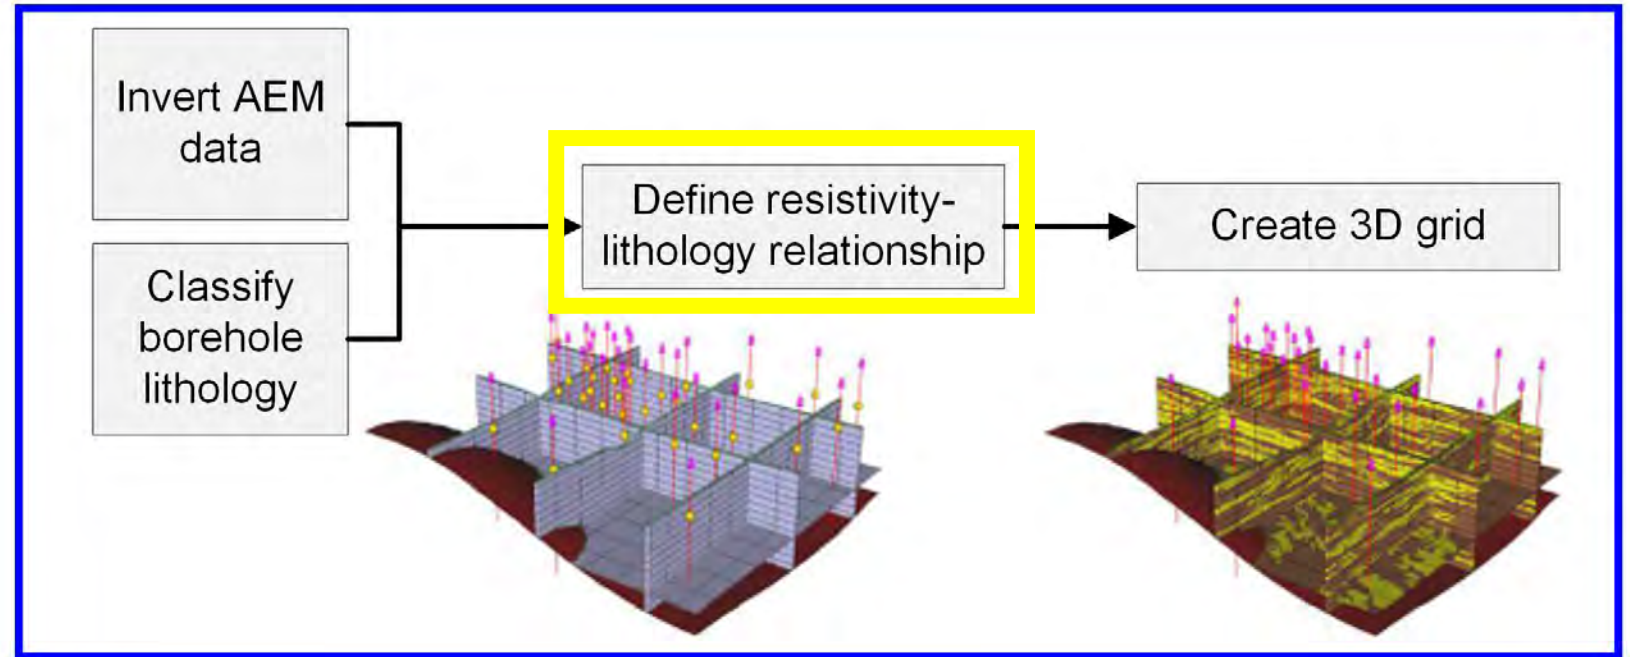 Invert AEM
data
Classify
borehole
lithology
Define resistivity-
lithology relationship
Create 3D grid